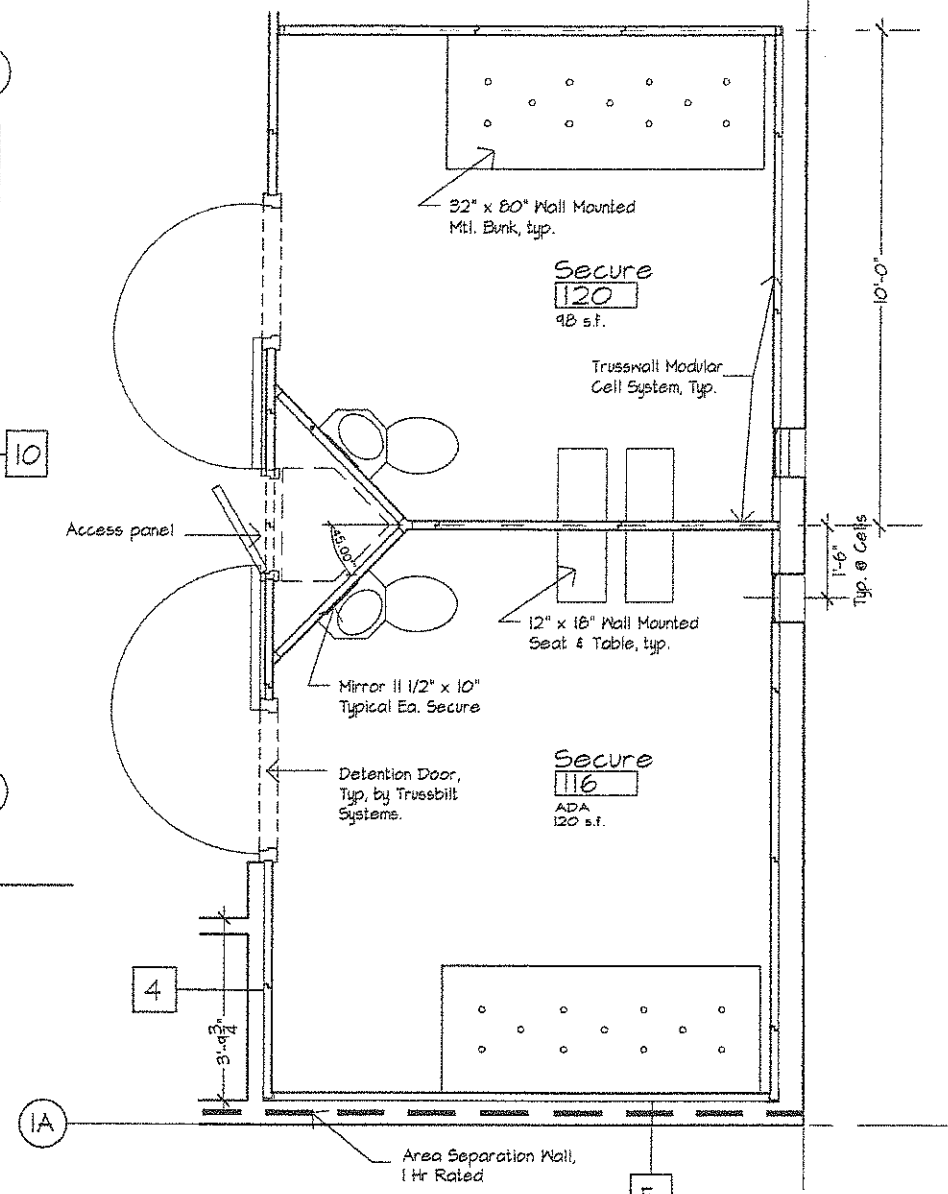 32" x 80" Wall Mounted
Mtl. Bunk, typ.
Secure
120
98 s.f.
10'-0"
Trusswall Modular
Cell System, Typ.
10
Access panel
45.00°
1'-6"
Typ. @ Cells
12" x 18" Wall Mounted
Seat & Table, typ.
Mirror 11 1/2" x 10"
Typical Ea. Secure
Secure
116
ADA
120 s.f.
Detention Door,
Typ, by Trussbilt
Systems.
4
3'-9 3/4"
1A
Area Separation Wall,
1 Hr Rated